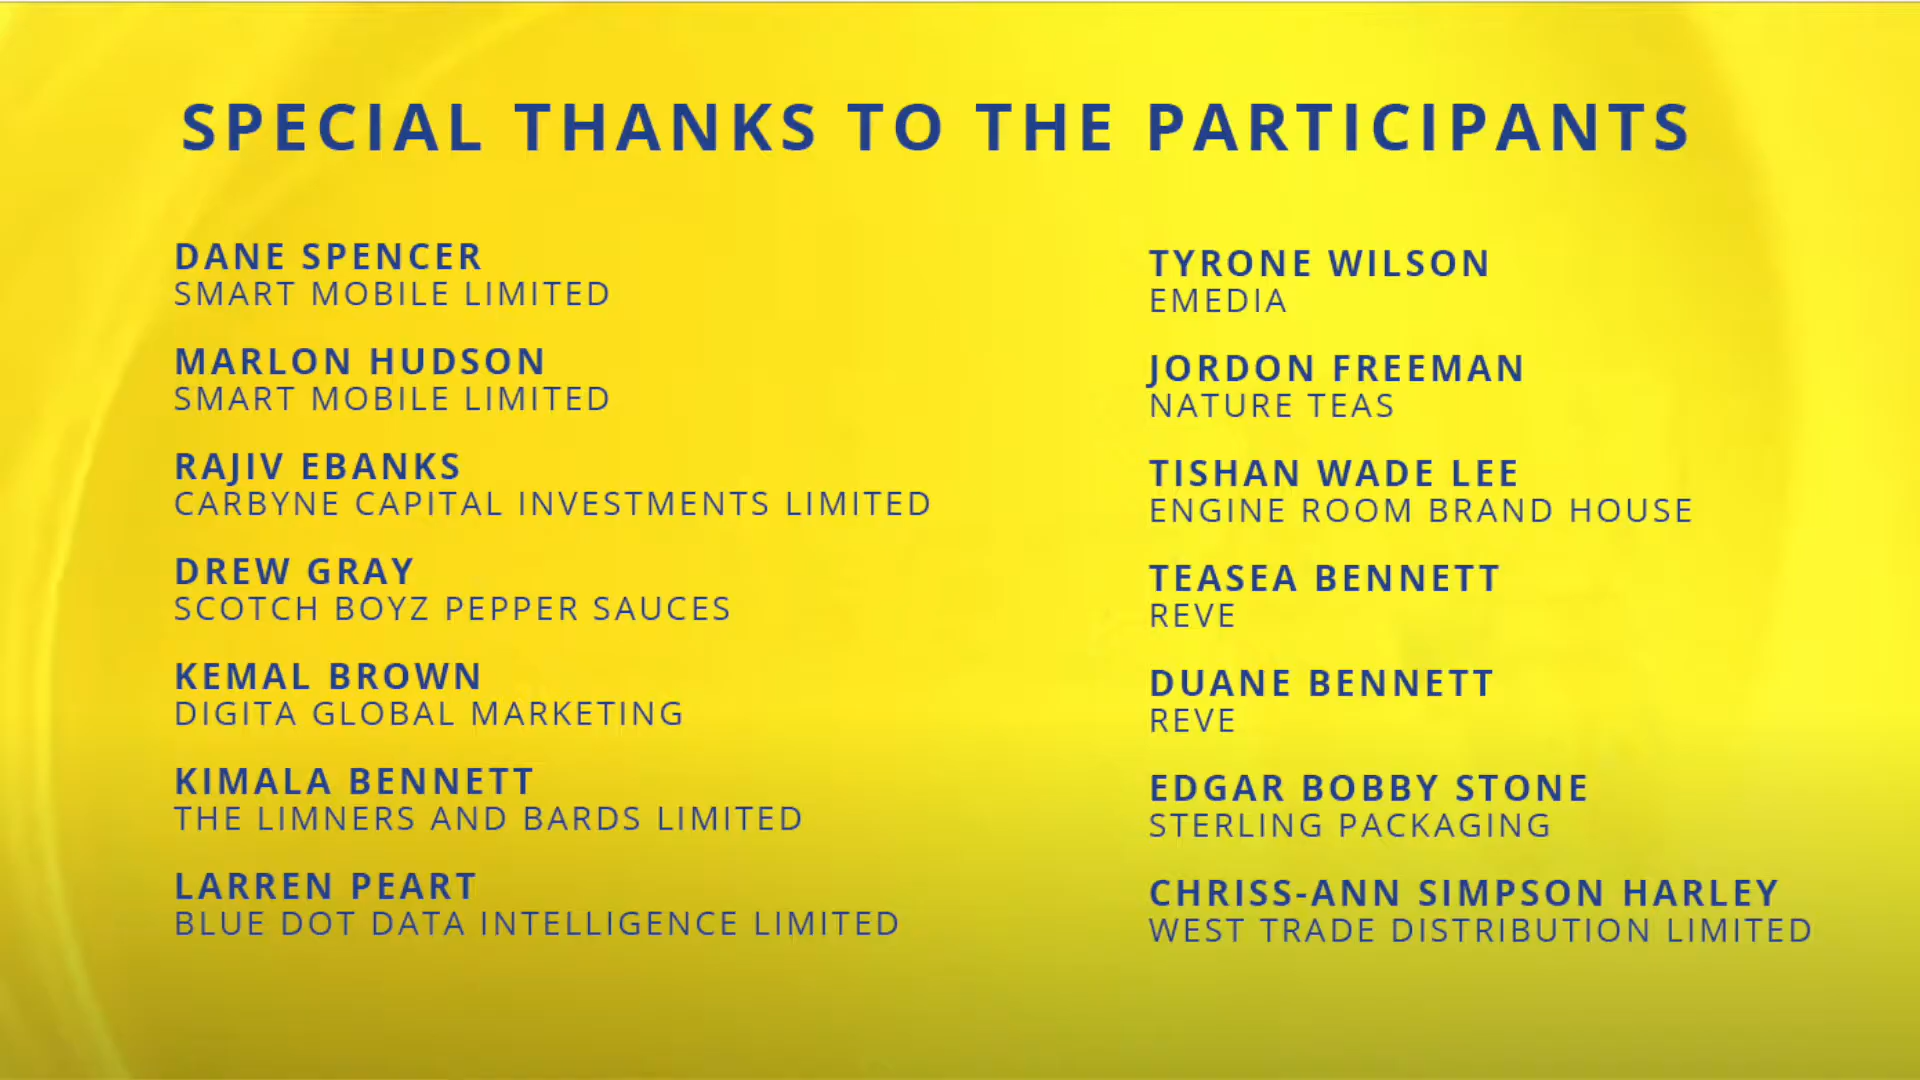 SPECIAL THANKS TO THE PARTICIPANTS
DANE SPENCER
SMART MOBILE LIMITED
MARLON HUDSON
SMART MOBILE LIMITED
RAJIV EBANKS
CARBYNE CAPITAL INVESTMENTS LIMITED
DREW GRAY
SCOTCH BOYZ PEPPER SAUCES
KEMAL BROWN
DIGITA GLOBAL MARKETING
KIMALA BENNETT
THE LIMNERS AND BARDS LIMITED
LARREN PEART
BLUE DOT DATA INTELLIGENCE LIMITED
TYRONE WILSON
EMEDIA
JORDON FREEMAN
NATURE TEAS
TISHAN WADE LEE
ENGINE ROOM BRAND HOUSE
TEASEA BENNETT
REVE
DUANE BENNETT
REVE
EDGAR BOBBY STONE
STERLING PACKAGING
CHRISS-ANN SIMPSON HARLEY
WEST TRADE DISTRIBUTION LIMITED